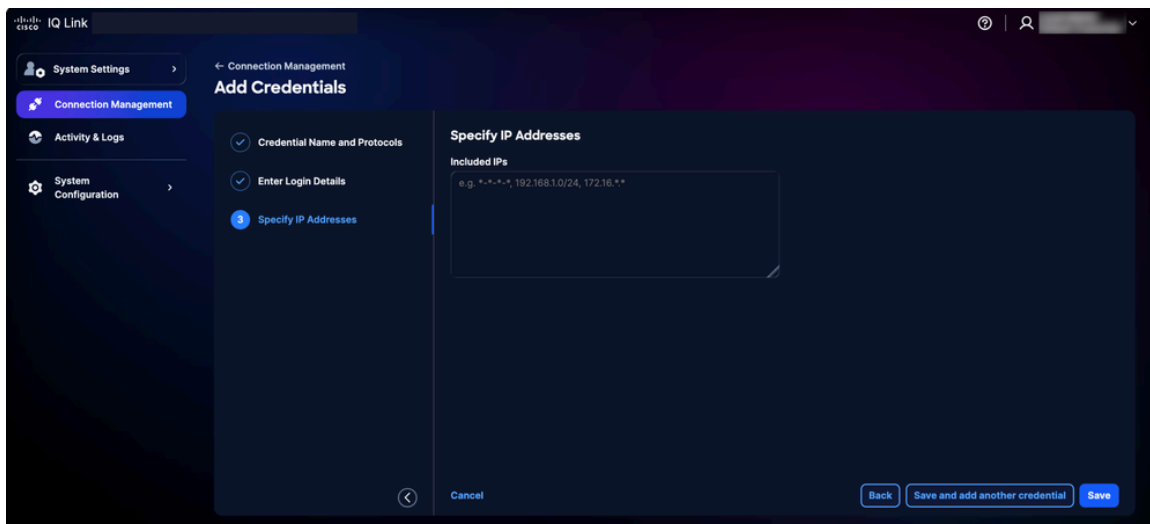 cisco IQ Link
System Settings
Connection Management
Activity & Logs
System
Configuration
← Connection Management
Add Credentials
Credential Name and Protocols
Enter Login Details
3 Specify IP Addresses
Specify IP Addresses
Included IPs
e.g. *-*-*-*, 192.168.1.0/24, 172.16.*.*
Cancel
Back
Save and add another credential
Save